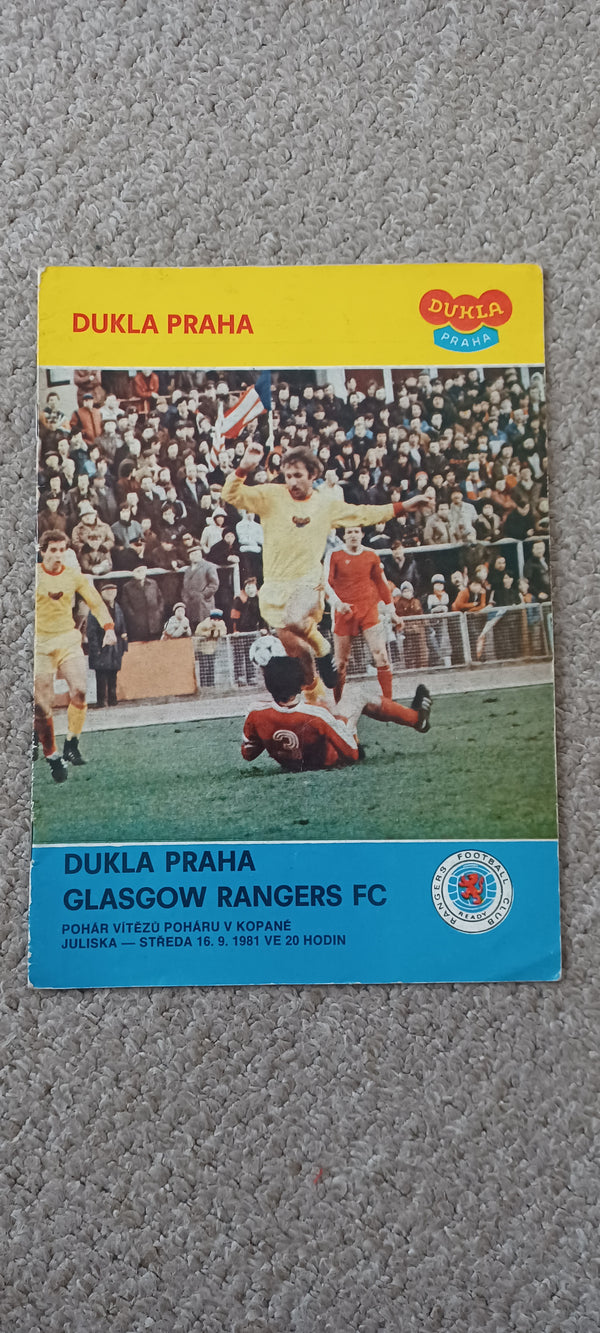 DUKLA PRAHA
DUKLA
PRAHA
3
DUKLA PRAHA
GLASGOW RANGERS FC
POHÁR VÍTĚZŮ POHÁRU V KOPANÉ
JULISKA — STŘEDA 16. 9. 1981 VE 20 HODIN
RANGERS FOOTBALL CLUB
READY